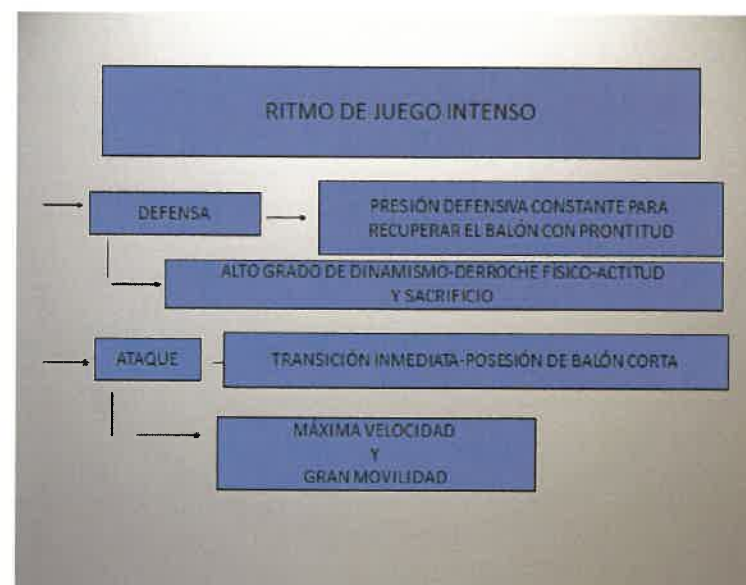 RITMO DE JUEGO INTENSO
DEFENSA
PRESIÓN DEFENSIVA CONSTANTE PARA
RECUPERAR EL BALÓN CON PRONTITUD
ALTO GRADO DE DINAMISMO-DERROCHE FÍSICO-ACTITUD
Y SACRIFICIO
ATAQUE
TRANSICIÓN INMEDIATA-POSESIÓN DE BALÓN CORTA
MÁXIMA VELOCIDAD
Y
GRAN MOVILIDAD